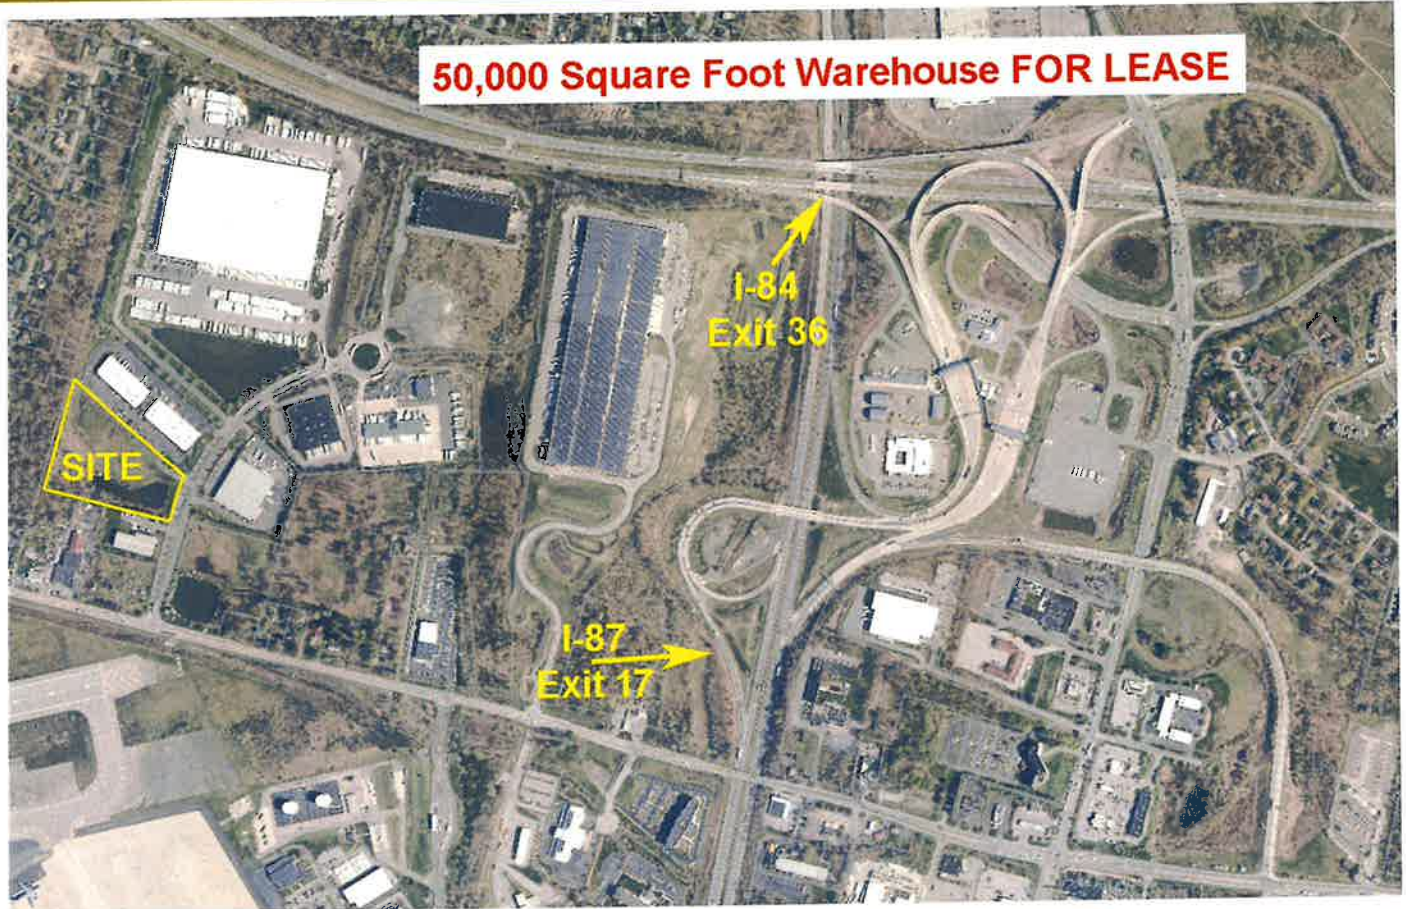 50,000 Square Foot Warehouse FOR LEASE
I-84
Exit 36
SITE
I-87
Exit 17